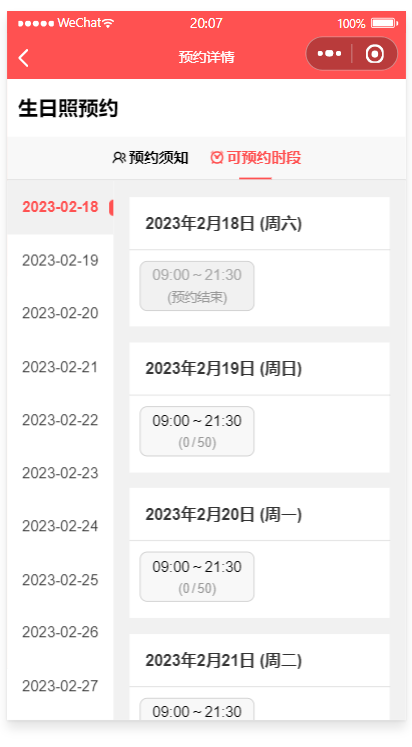 WeChat 20:07 100%
预约详情
生日照预约
预约须知 可预约时段
2023-02-18
2023-02-19
2023-02-20
2023-02-21
2023-02-22
2023-02-23
2023-02-24
2023-02-25
2023-02-26
2023-02-27
2023年2月18日 (周六)
09:00～21:30
(预约结束)
2023年2月19日 (周日)
09:00～21:30
(0/50)
2023年2月20日 (周一)
09:00～21:30
(0/50)
2023年2月21日 (周二)
09:00～21:30